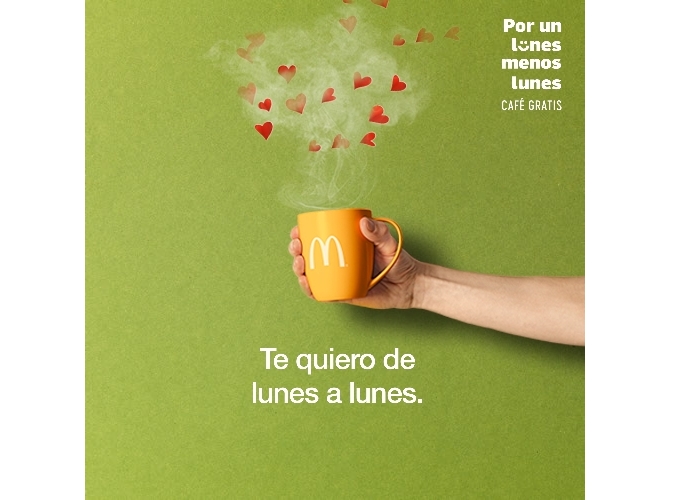 Por un
lunes
menos
lunes
CAFÉ GRATIS
M
Te quiero de
lunes a lunes.